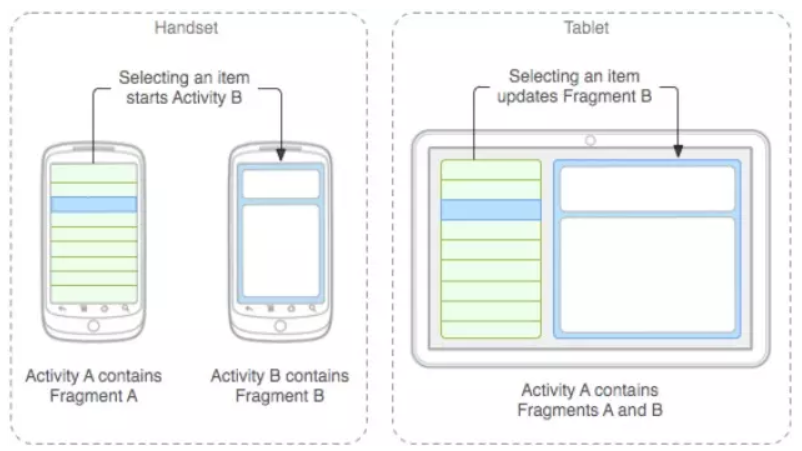 Handset
Selecting an item
starts Activity B
Activity A contains
Fragment A
Activity B contains
Fragment B
Tablet
Selecting an item
updates Fragment B
Activity A contains
Fragments A and B